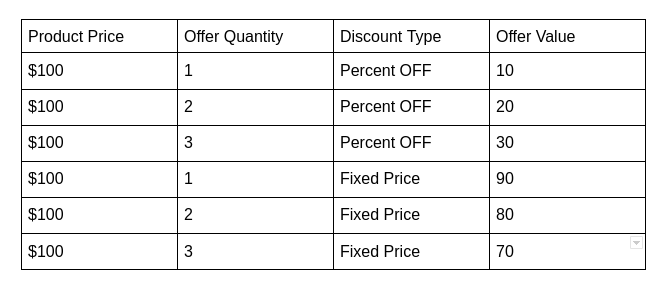 Product Price Offer Quantity Discount Type Offer Value
$100 1 Percent OFF 10
$100 2 Percent OFF 20
$100 3 Percent OFF 30
$100 1 Fixed Price 90
$100 2 Fixed Price 80
$100 3 Fixed Price 70